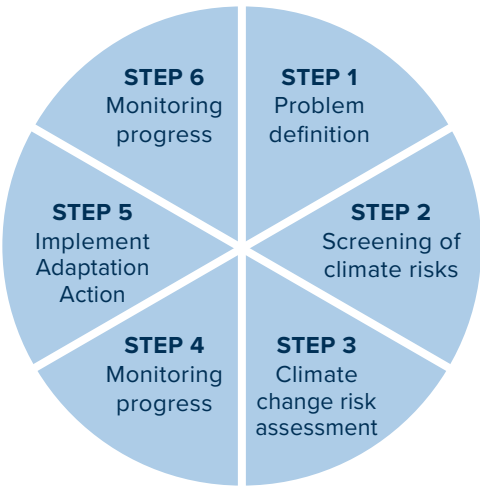 STEP 1
Problem
definition
STEP 2
Screening of
climate risks
STEP 3
Climate
change risk
assessment
STEP 4
Monitoring
progress
STEP 5
Implement
Adaptation
Action
STEP 6
Monitoring
progress